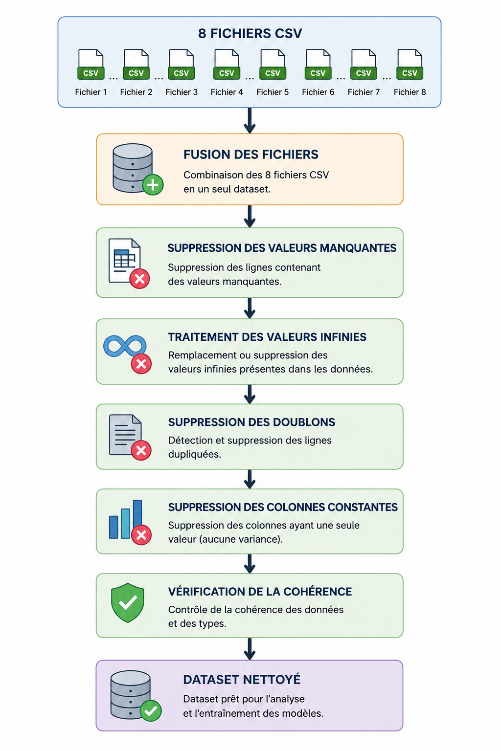 8 FICHIERS CSV
CSV ... CSV ... CSV CSV ... CSV CSV ... CSV ... CSV
Fichier 1 Fichier 2 Fichier 3 Fichier 4 Fichier 5 Fichier 6 Fichier 7 Fichier 8
FUSION DES FICHIERS
Combinaison des 8 fichiers CSV
en un seul dataset.
SUPPRESSION DES VALEURS MANQUANTES
Suppression des lignes contenant
des valeurs manquantes.
TRAITEMENT DES VALEURS INFINIES
Remplacement ou suppression des
valeurs infinies présentes dans les données.
SUPPRESSION DES DOUBLONS
Détection et suppression des lignes
dupliquées.
SUPPRESSION DES COLONNES CONSTANTES
Suppression des colonnes ayant une seule
valeur (aucune variance).
VÉRIFICATION DE LA COHÉRENCE
Contrôle de la cohérence des données
et des types.
DATASET NETTOYÉ
Dataset prêt pour l'analyse
et l'entraînement des modèles.